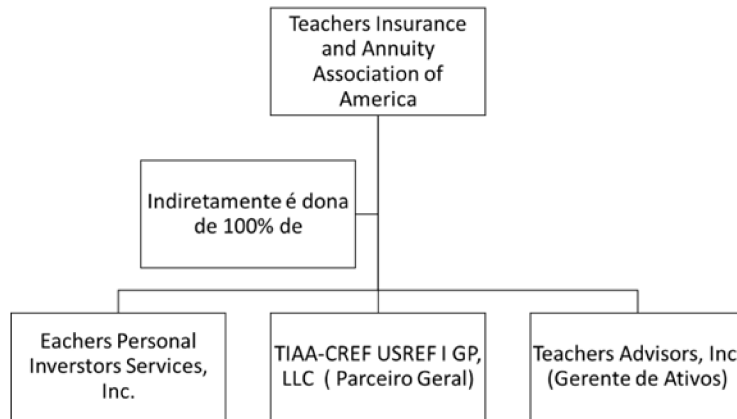 Teachers Insurance
and Annuity
Association of
America
Indiretamente é dona
de 100% de
Eachers Personal
Inverstors Services,
Inc.
TIAA-CREF USREF I GP,
LLC ( Parceiro Geral)
Teachers Advisors, Inc
(Gerente de Ativos)